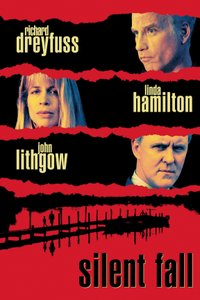 richard
dreyfuss
linda
hamilton
john
lithgow
silent fall